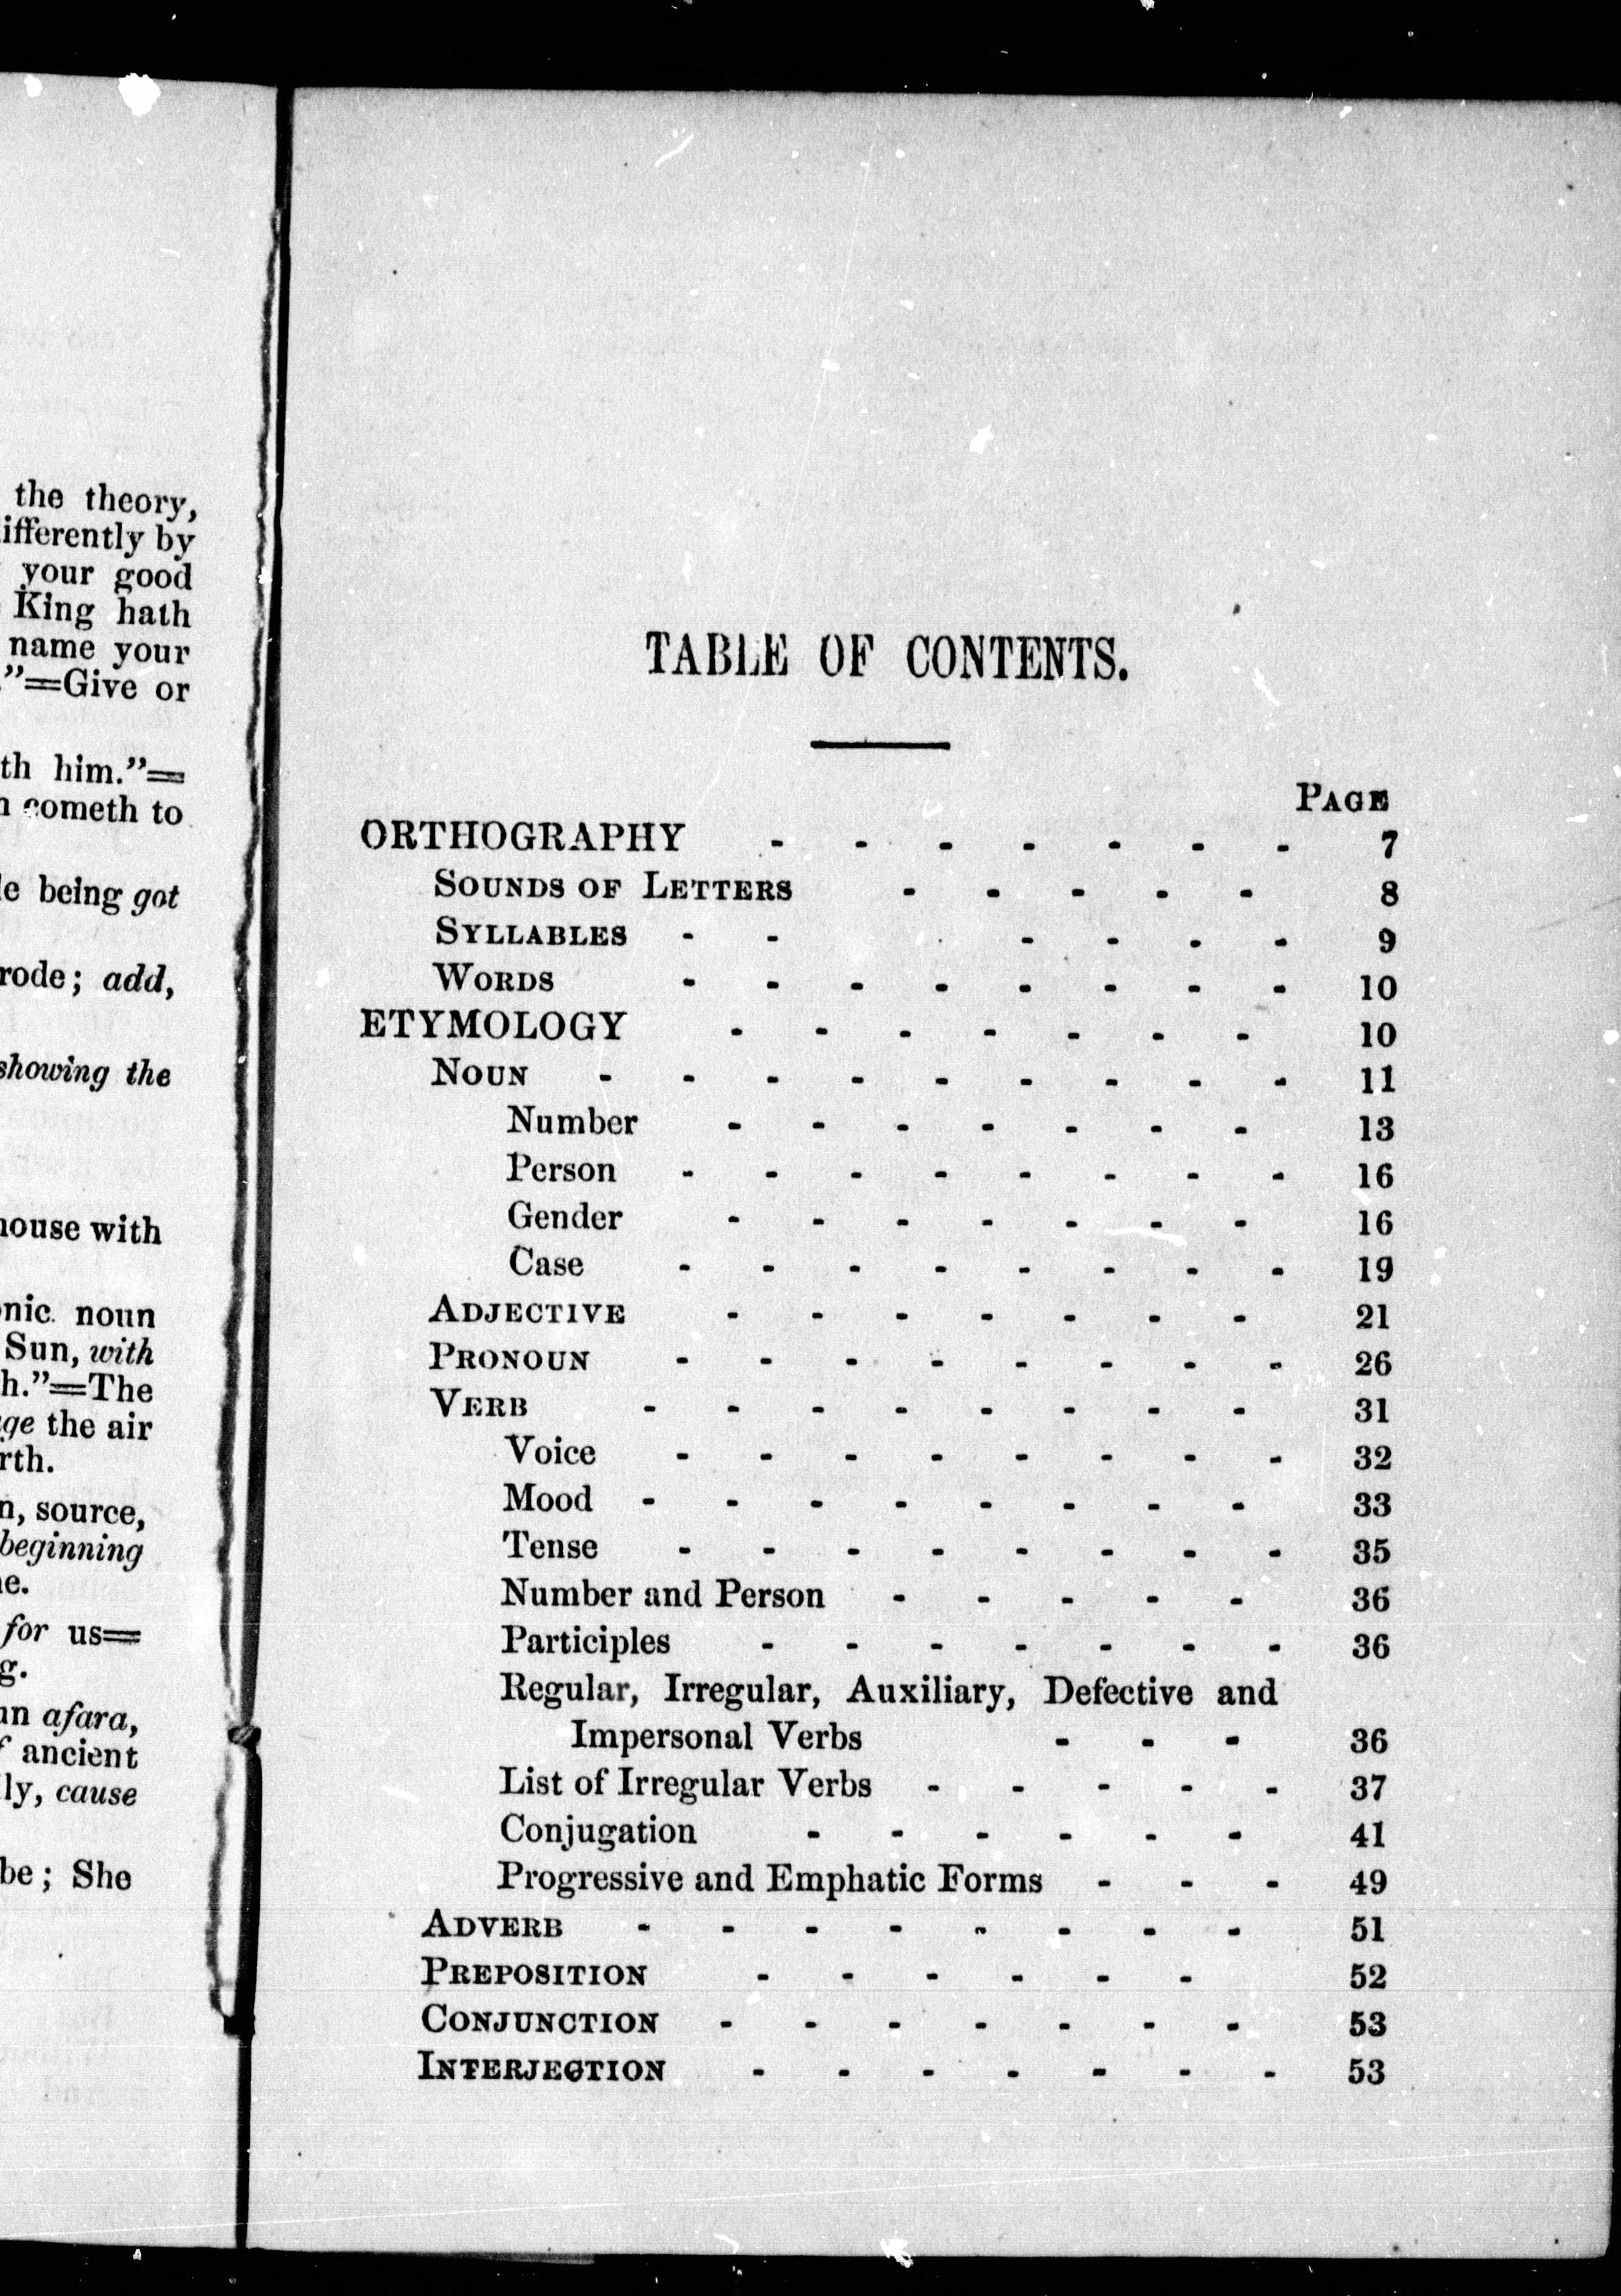 the theory,
ifferently by
your good
King hath
name your
."=Give or
th him."=
cometh to
e being got
rode; add,
showing the
house with
onic noun
Sun, with
h."=The
ge the air
rth.
n, source,
beginning
e.
for us=
g.
an afara,
ancient
ly, cause
be; She
TABLE OF CONTENTS.
PAGE
ORTHOGRAPHY - - - - - - - 7
SOUNDS OF LETTERS - - - - - 8
SYLLABLES - - - - - - 9
WORDS - - - - - - - - 10
ETYMOLOGY - - - - - - - 10
NOUN - - - - - - - - - 11
Number - - - - - - - 13
Person - - - - - - - - 16
Gender - - - - - - - 16
Case - - - - - - - - 19
ADJECTIVE - - - - - - - 21
PRONOUN - - - - - - - - 26
VERB - - - - - - - - 31
Voice - - - - - - - - 32
Mood - - - - - - - - 33
Tense - - - - - - - - 35
Number and Person - - - - - 36
Participles - - - - - - - 36
Regular, Irregular, Auxiliary, Defective and
Impersonal Verbs - - - 36
List of Irregular Verbs - - - - - 37
Conjugation - - - - - - 41
Progressive and Emphatic Forms - - - 49
ADVERB - - - - - - - - 51
PREPOSITION - - - - - - 52
CONJUNCTION - - - - - - - 53
INTERJECTION - - - - - - - 53